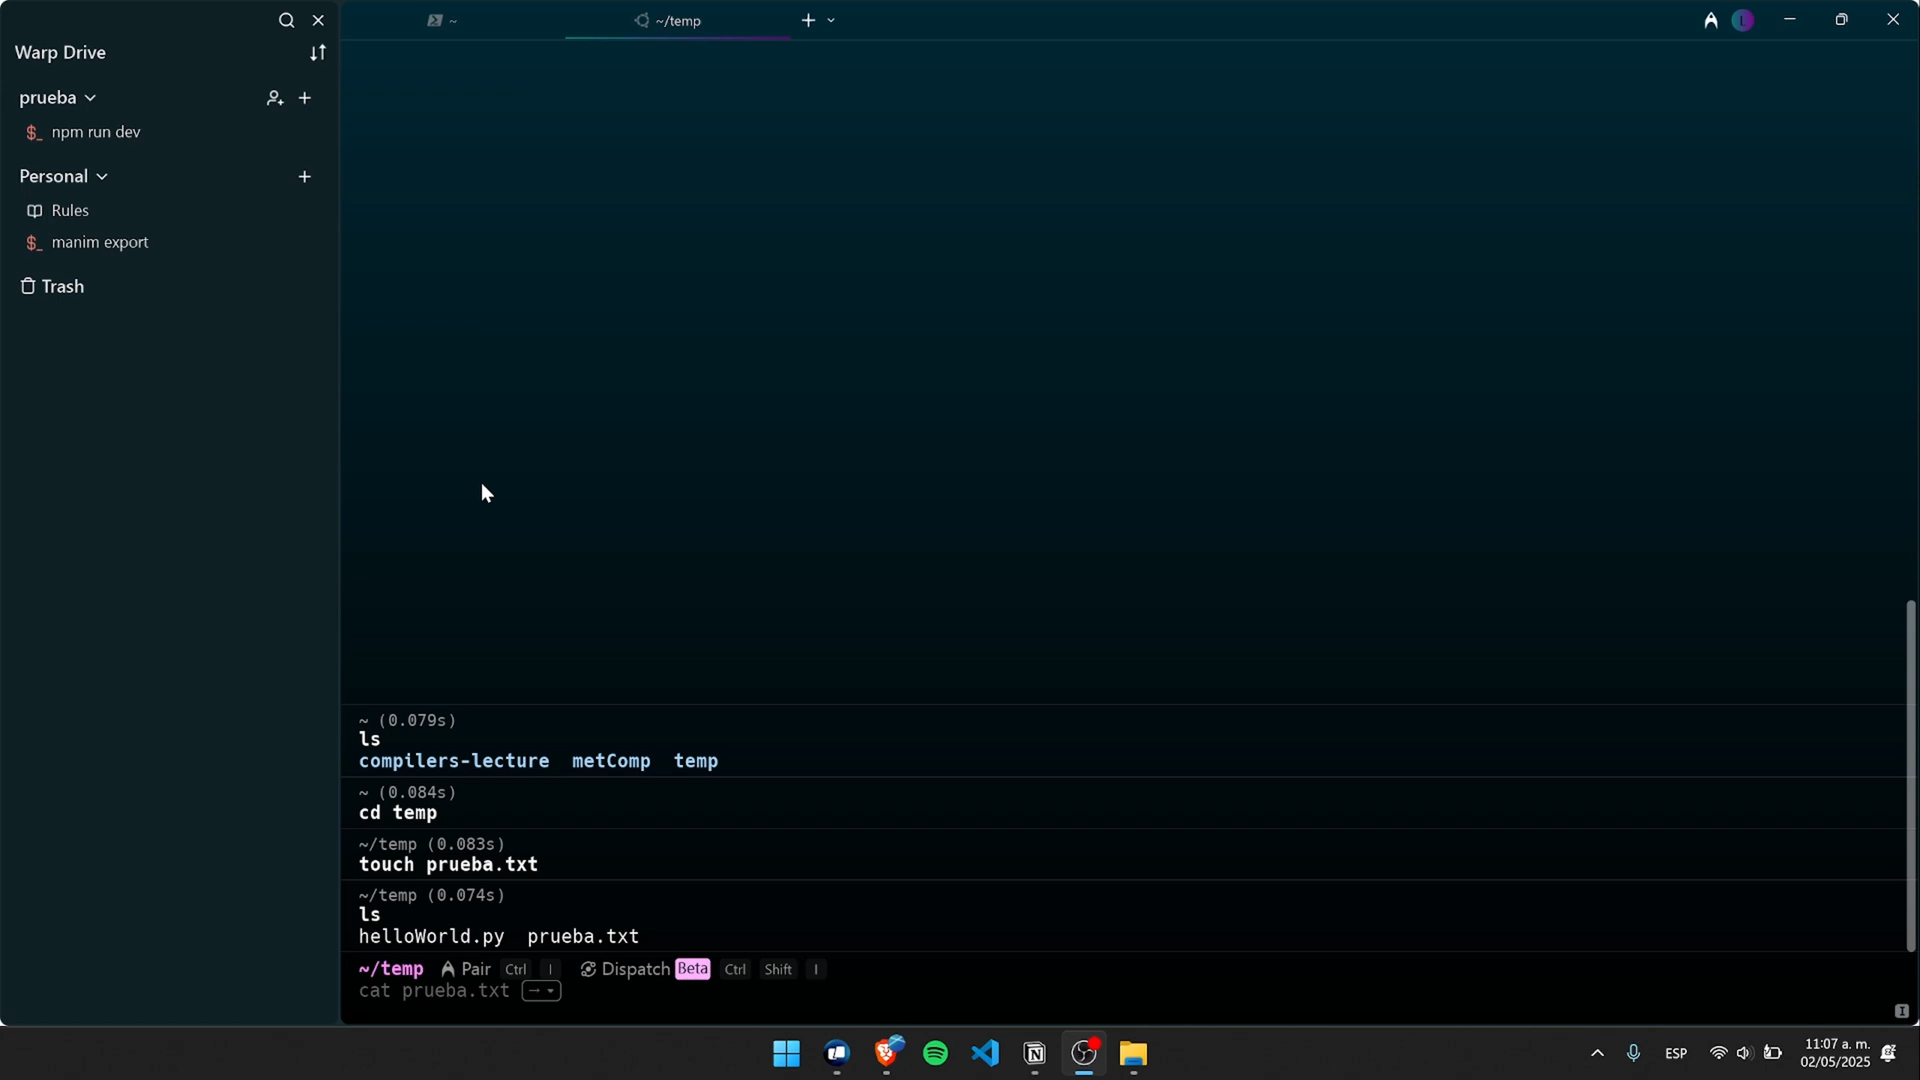 ~
~/temp
Warp Drive
prueba
$_ npm run dev
Personal
Rules
$_ manim export
Trash
~ (0.079s)
ls
compilers-lecture metComp temp
~ (0.084s)
cd temp
~/temp (0.083s)
touch prueba.txt
~/temp (0.074s)
ls
helloWorld.py prueba.txt
~/temp Pair Ctrl I Dispatch Beta Ctrl Shift I
cat prueba.txt
ESP
11:07 a. m.
02/05/2025